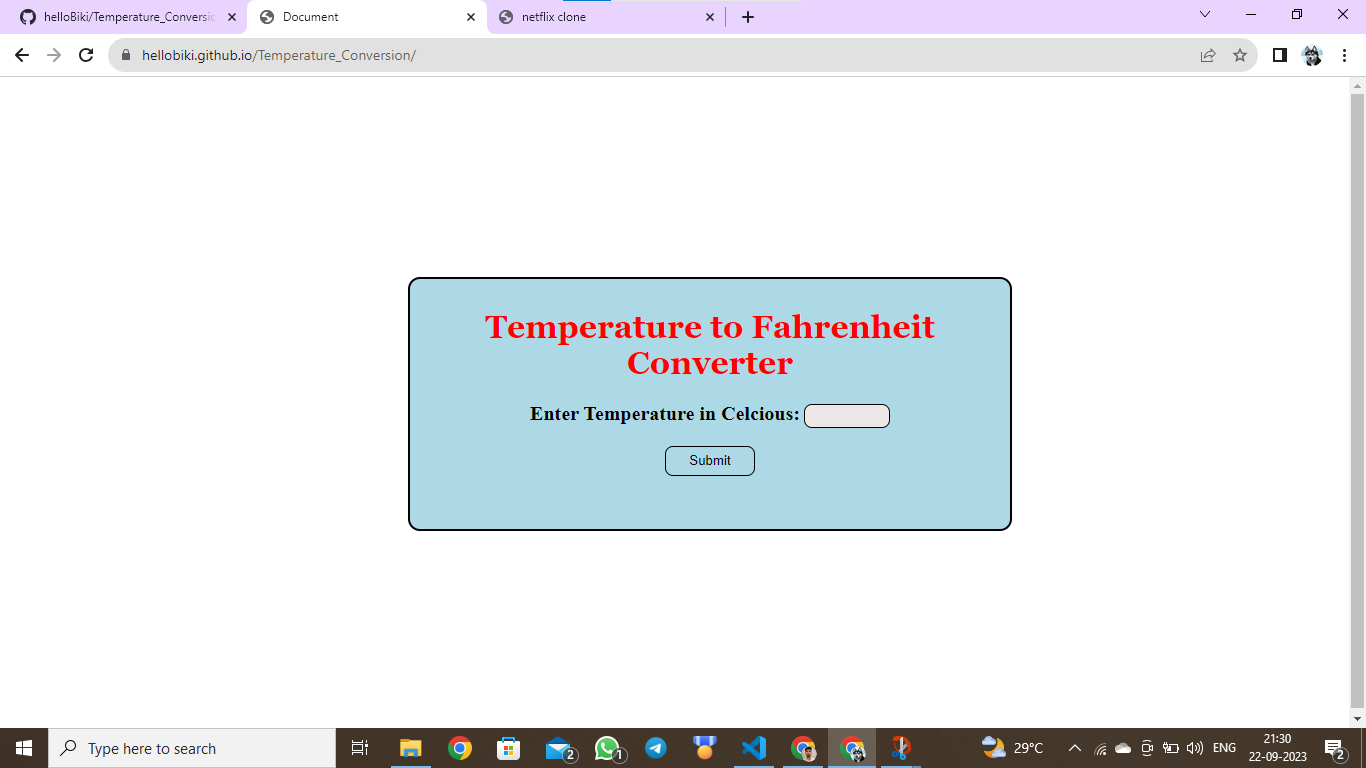 helloBiki/Temperature_Conversic
Document
netflix clone
hellobiki.github.io/Temperature_Conversion/
Temperature to Fahrenheit
Converter
Enter Temperature in Celcious:
Submit
Type here to search
2
1
29°C
ENG
21:30
22-09-2023
2